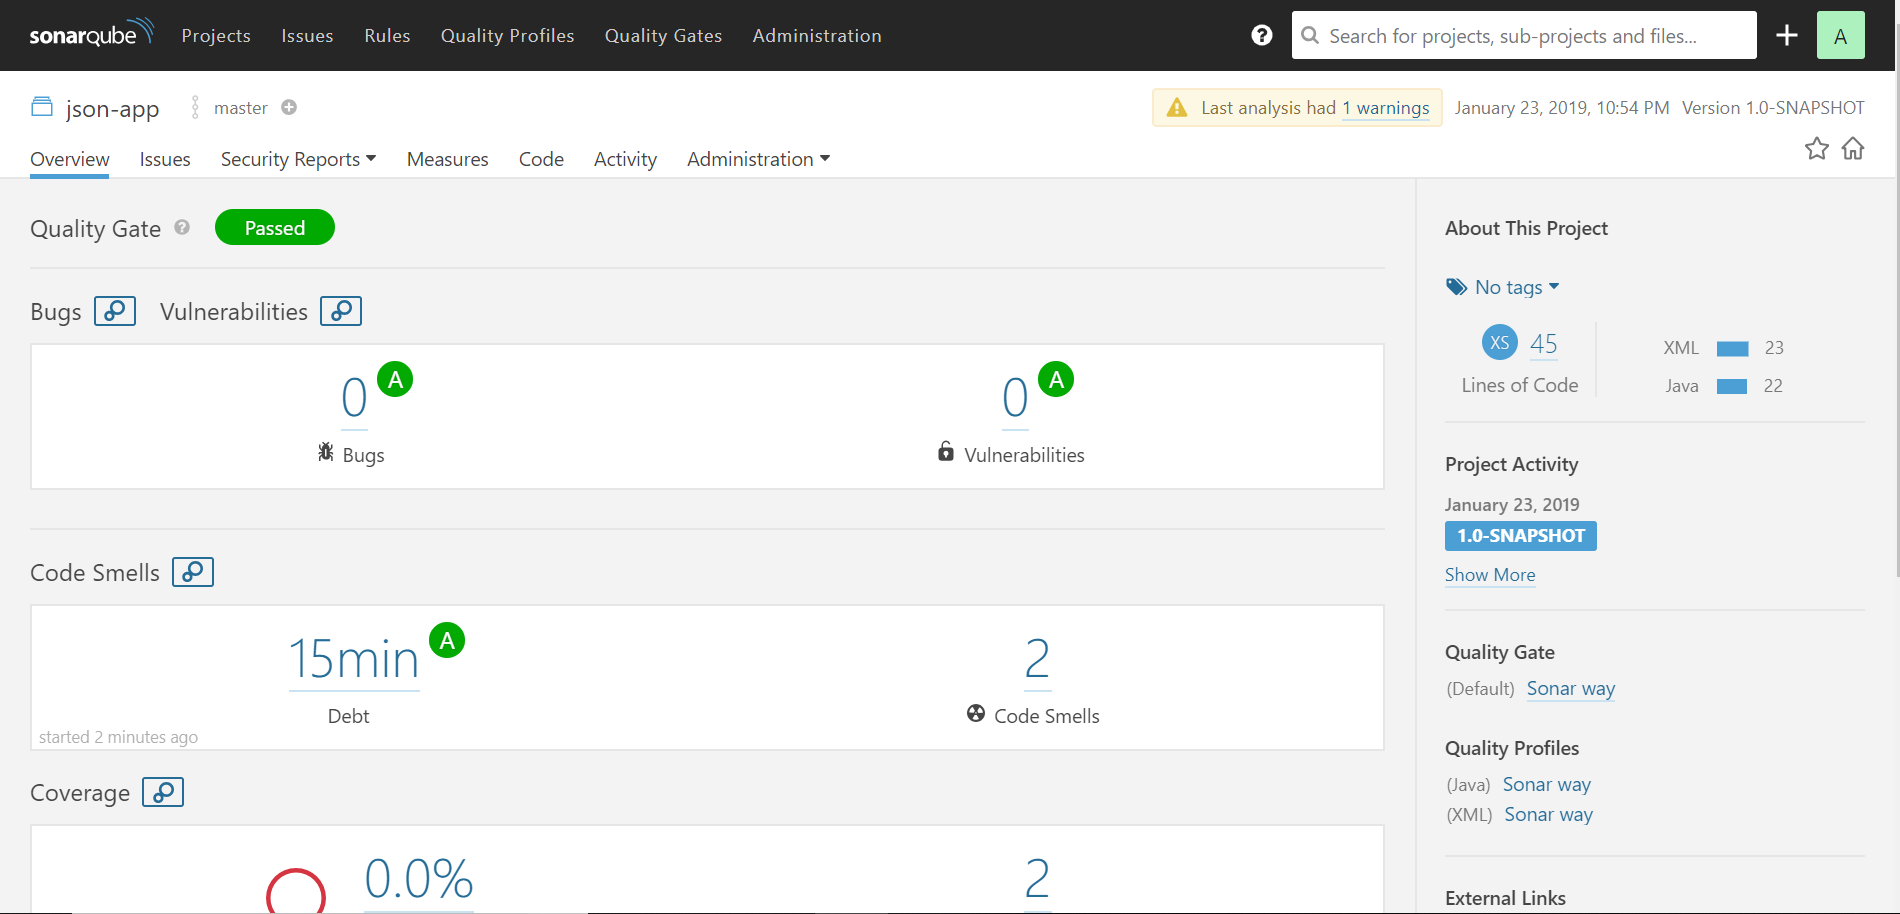 sonarqube Projects Issues Rules Quality Profiles Quality Gates Administration ? Search for projects, sub-projects and files... A
json-app master Last analysis had 1 warnings January 23, 2019, 10:54 PM Version 1.0-SNAPSHOT
Overview Issues Security Reports Measures Code Activity Administration
Quality Gate ? Passed
Bugs Vulnerabilities
0 A 0 A
Bugs Vulnerabilities
Code Smells
15min A 2
Debt Code Smells
started 2 minutes ago
Coverage
0.0% 2
About This Project
No tags
XS 45 XML 23
Lines of Code Java 22
Project Activity
January 23, 2019
1.0-SNAPSHOT
Show More
Quality Gate
(Default) Sonar way
Quality Profiles
(Java) Sonar way
(XML) Sonar way
External Links